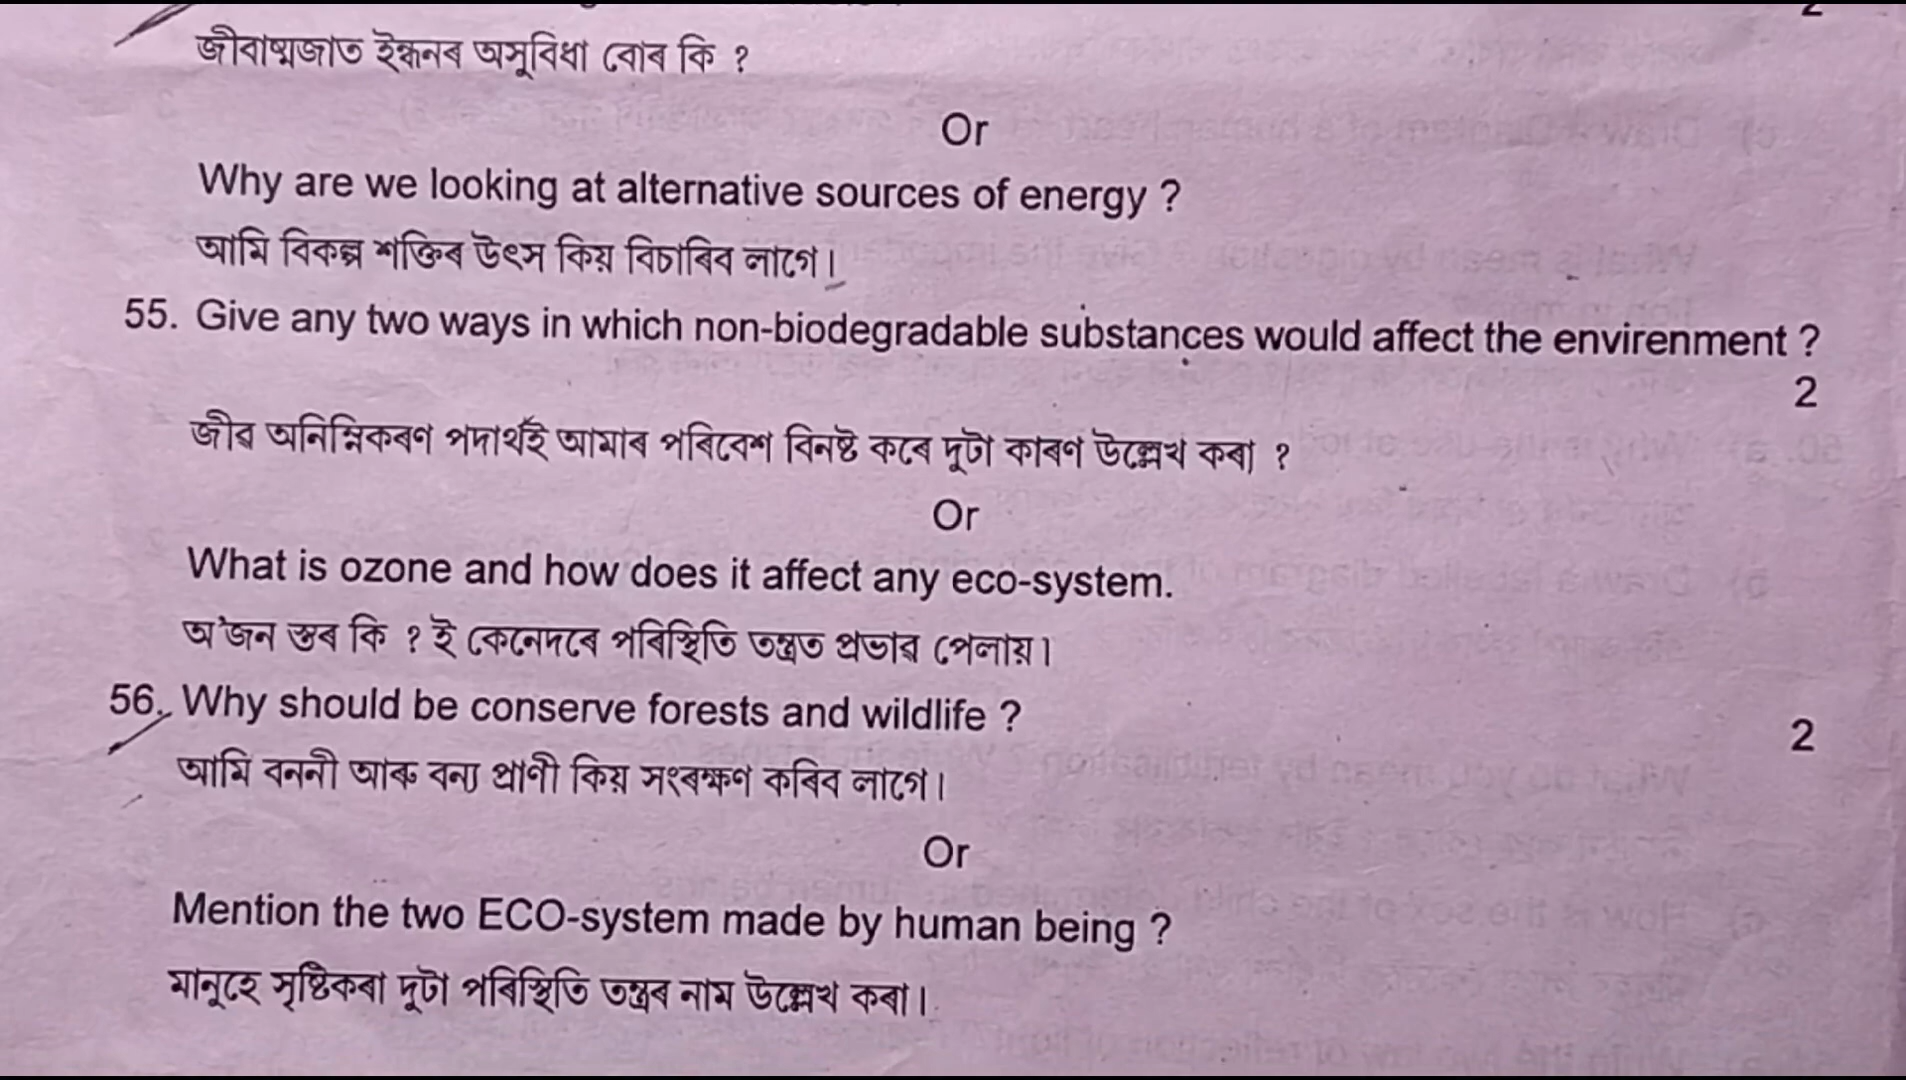 জীবাষ্মজাত ইন্ধনৰ অসুবিধা বোৰ কি ?
Or
Why are we looking at alternative sources of energy ?
আমি বিকল্প শক্তিৰ উৎস কিয় বিচাৰিব লাগে।
55. Give any two ways in which non-biodegradable substances would affect the envirenment ?
2
জীৱ অনিম্নিকৰণ পদাৰ্থই আমাৰ পৰিবেশ বিনষ্ট কৰে দুটা কাৰণ উল্লেখ কৰা ?
Or
What is ozone and how does it affect any eco-system.
অ'জন স্তৰ কি ? ই কেনেদৰে পৰিস্থিতি তন্ত্ৰত প্ৰভাৱ পেলায়।
56. Why should be conserve forests and wildlife ?
2
আমি বননী আৰু বন্য প্ৰাণী কিয় সংৰক্ষণ কৰিব লাগে।
Or
Mention the two ECO-system made by human being ?
মানুহে সৃষ্টিকৰা দুটা পৰিস্থিতি তন্ত্ৰৰ নাম উল্লেখ কৰা।